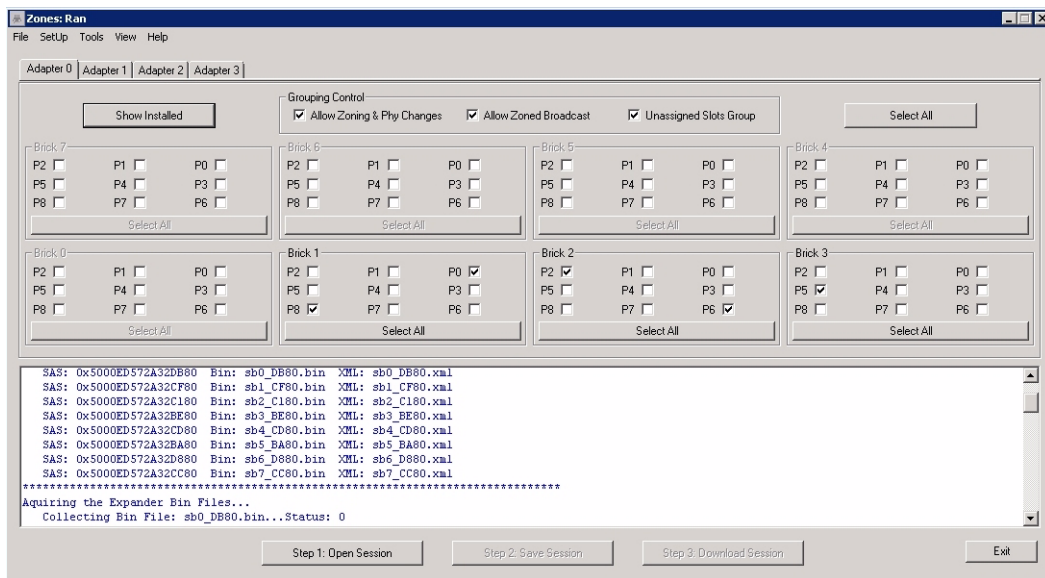 Zones: Ran
File SetUp Tools View Help
Adapter 0 Adapter 1 Adapter 2 Adapter 3
Grouping Control
Show Installed Allow Zoning & Phy Changes Allow Zoned Broadcast Unassigned Slots Group Select All
Brick 7 Brick 6 Brick 5 Brick 4
P2 P1 P0 P2 P1 P0 P2 P1 P0 P2 P1 P0
P5 P4 P3 P5 P4 P3 P5 P4 P3 P5 P4 P3
P8 P7 P6 P8 P7 P6 P8 P7 P6 P8 P7 P6
Select All Select All Select All Select All
Brick 0 Brick 1 Brick 2 Brick 3
P2 P1 P0 P2 P1 P0 P2 P1 P0 P2 P1 P0
P5 P4 P3 P5 P4 P3 P5 P4 P3 P5 P4 P3
P8 P7 P6 P8 P7 P6 P8 P7 P6 P8 P7 P6
Select All Select All Select All Select All
SAS: 0x5000ED572A32DB80 Bin: sb0_DB80.bin XML: sb0_DB80.xml
SAS: 0x5000ED572A32CF80 Bin: sb1_CF80.bin XML: sb1_CF80.xml
SAS: 0x5000ED572A32C180 Bin: sb2_C180.bin XML: sb2_C180.xml
SAS: 0x5000ED572A32BE80 Bin: sb3_BE80.bin XML: sb3_BE80.xml
SAS: 0x5000ED572A32CD80 Bin: sb4_CD80.bin XML: sb4_CD80.xml
SAS: 0x5000ED572A32BA80 Bin: sb5_BA80.bin XML: sb5_BA80.xml
SAS: 0x5000ED572A32D880 Bin: sb6_D880.bin XML: sb6_D880.xml
SAS: 0x5000ED572A32CC80 Bin: sb7_CC80.bin XML: sb7_CC80.xml
********************************************************************************
Aquiring the Expander Bin Files...
Collecting Bin File: sb0_DB80.bin...Status: 0
Step 1: Open Session Step 2: Save Session Step 3: Download Session Exit